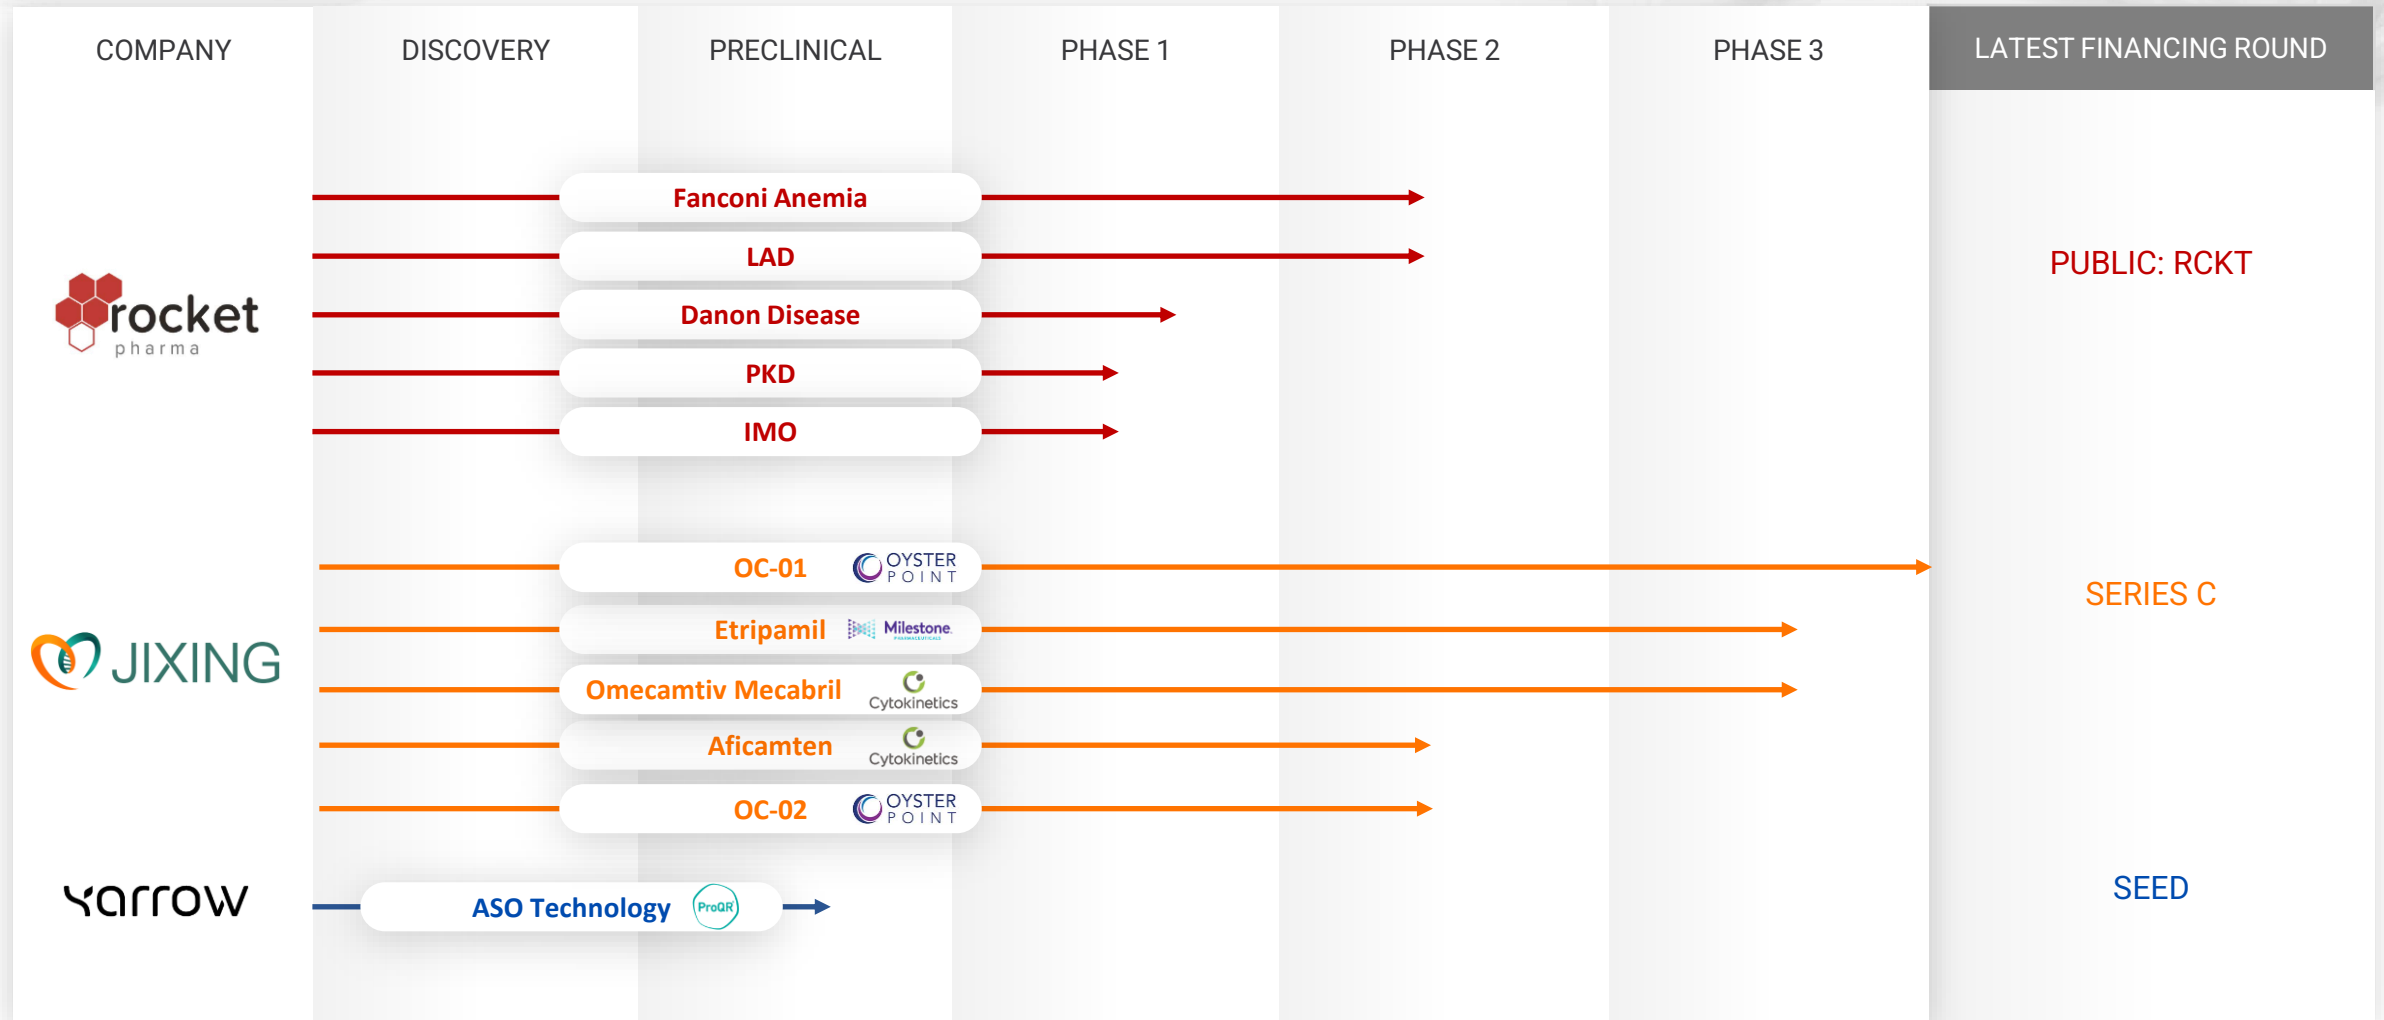 COMPANY
DISCOVERY
PRECLINICAL
PHASE 1
PHASE 2
PHASE 3
LATEST FINANCING ROUND
rocket
pharma
Fanconi Anemia
LAD
Danon Disease
PKD
IMO
PUBLIC: RCKT
JIXING
OC-01
OYSTER
POINT
Etripamil
Milestone
PHARMACEUTICALS
Omecamtiv Mecabril
Cytokinetics
Aficamten
Cytokinetics
OC-02
OYSTER
POINT
SERIES C
Yarrow
ASO Technology
ProQR
SEED